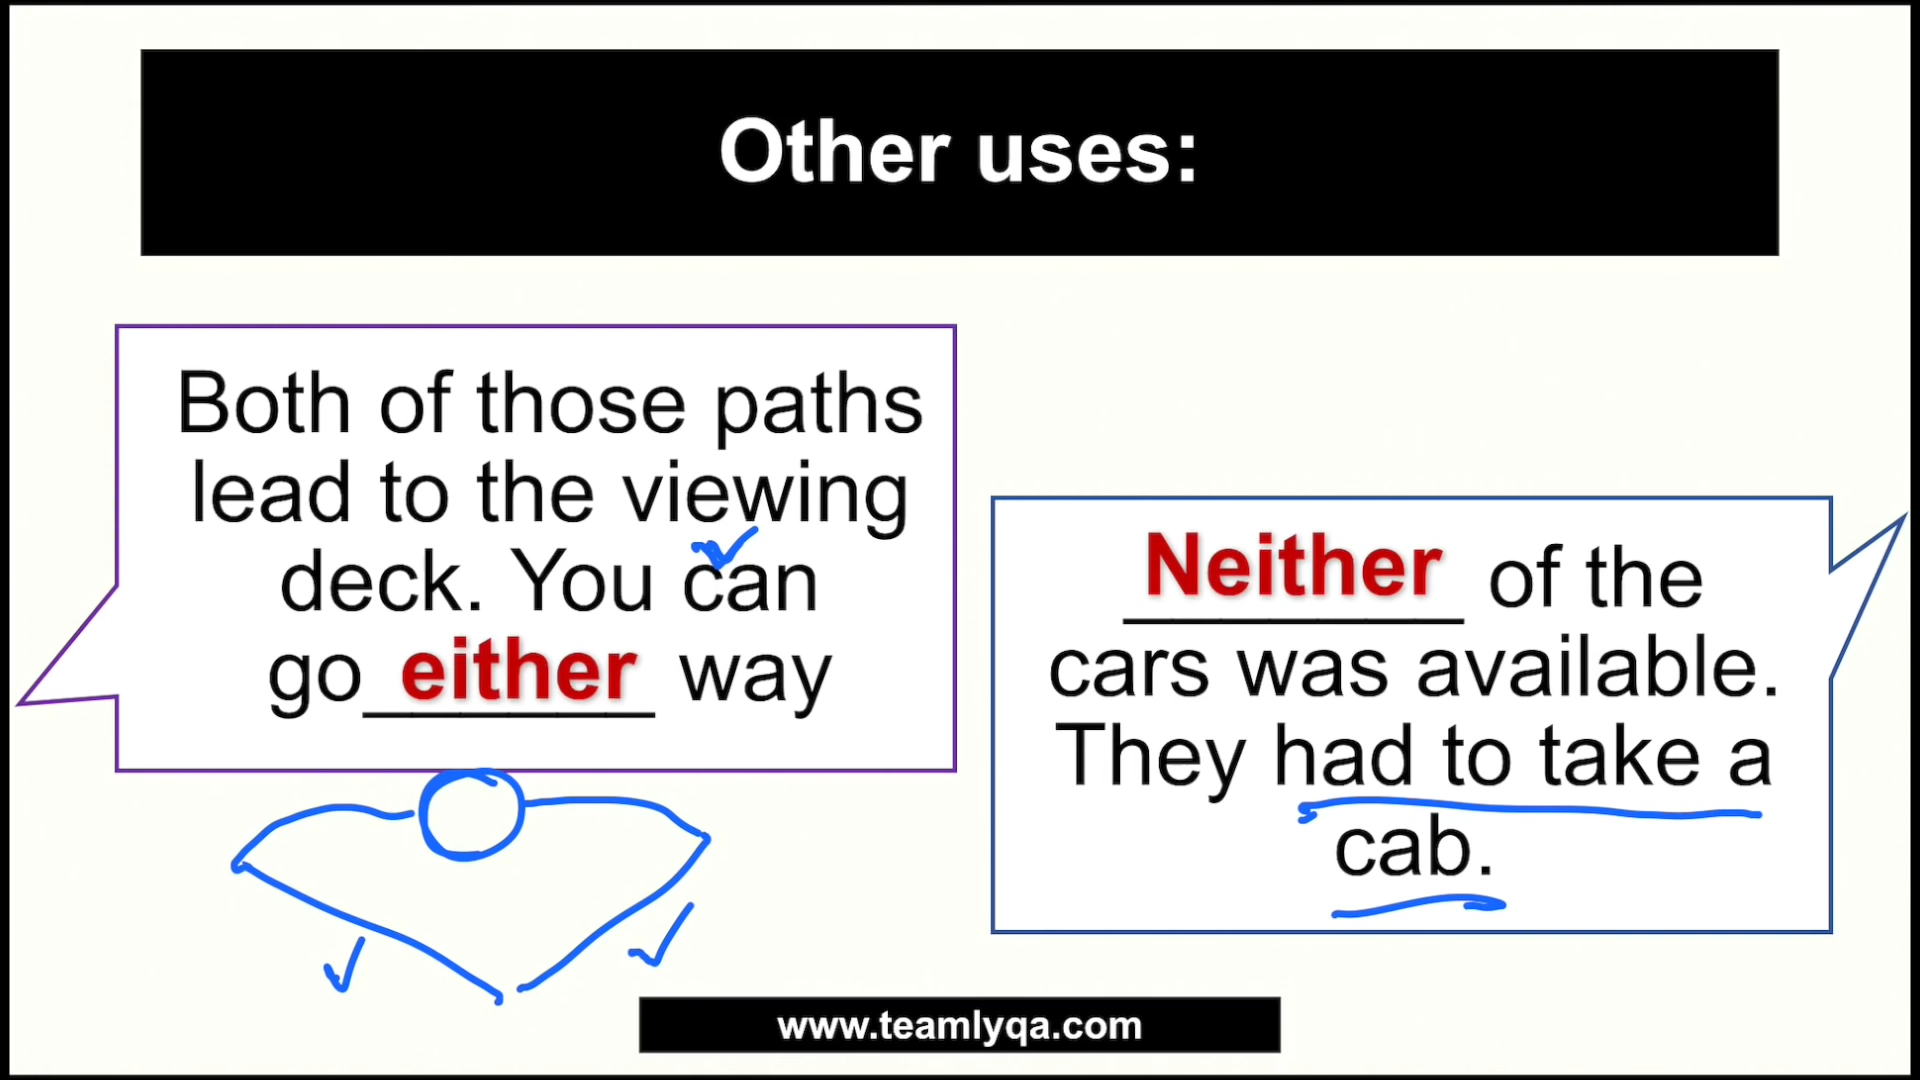 Other uses:
Both of those paths
lead to the viewing
deck. You can
go either way
Neither of the
cars was available.
They had to take a
cab.
www.teamlyqa.com